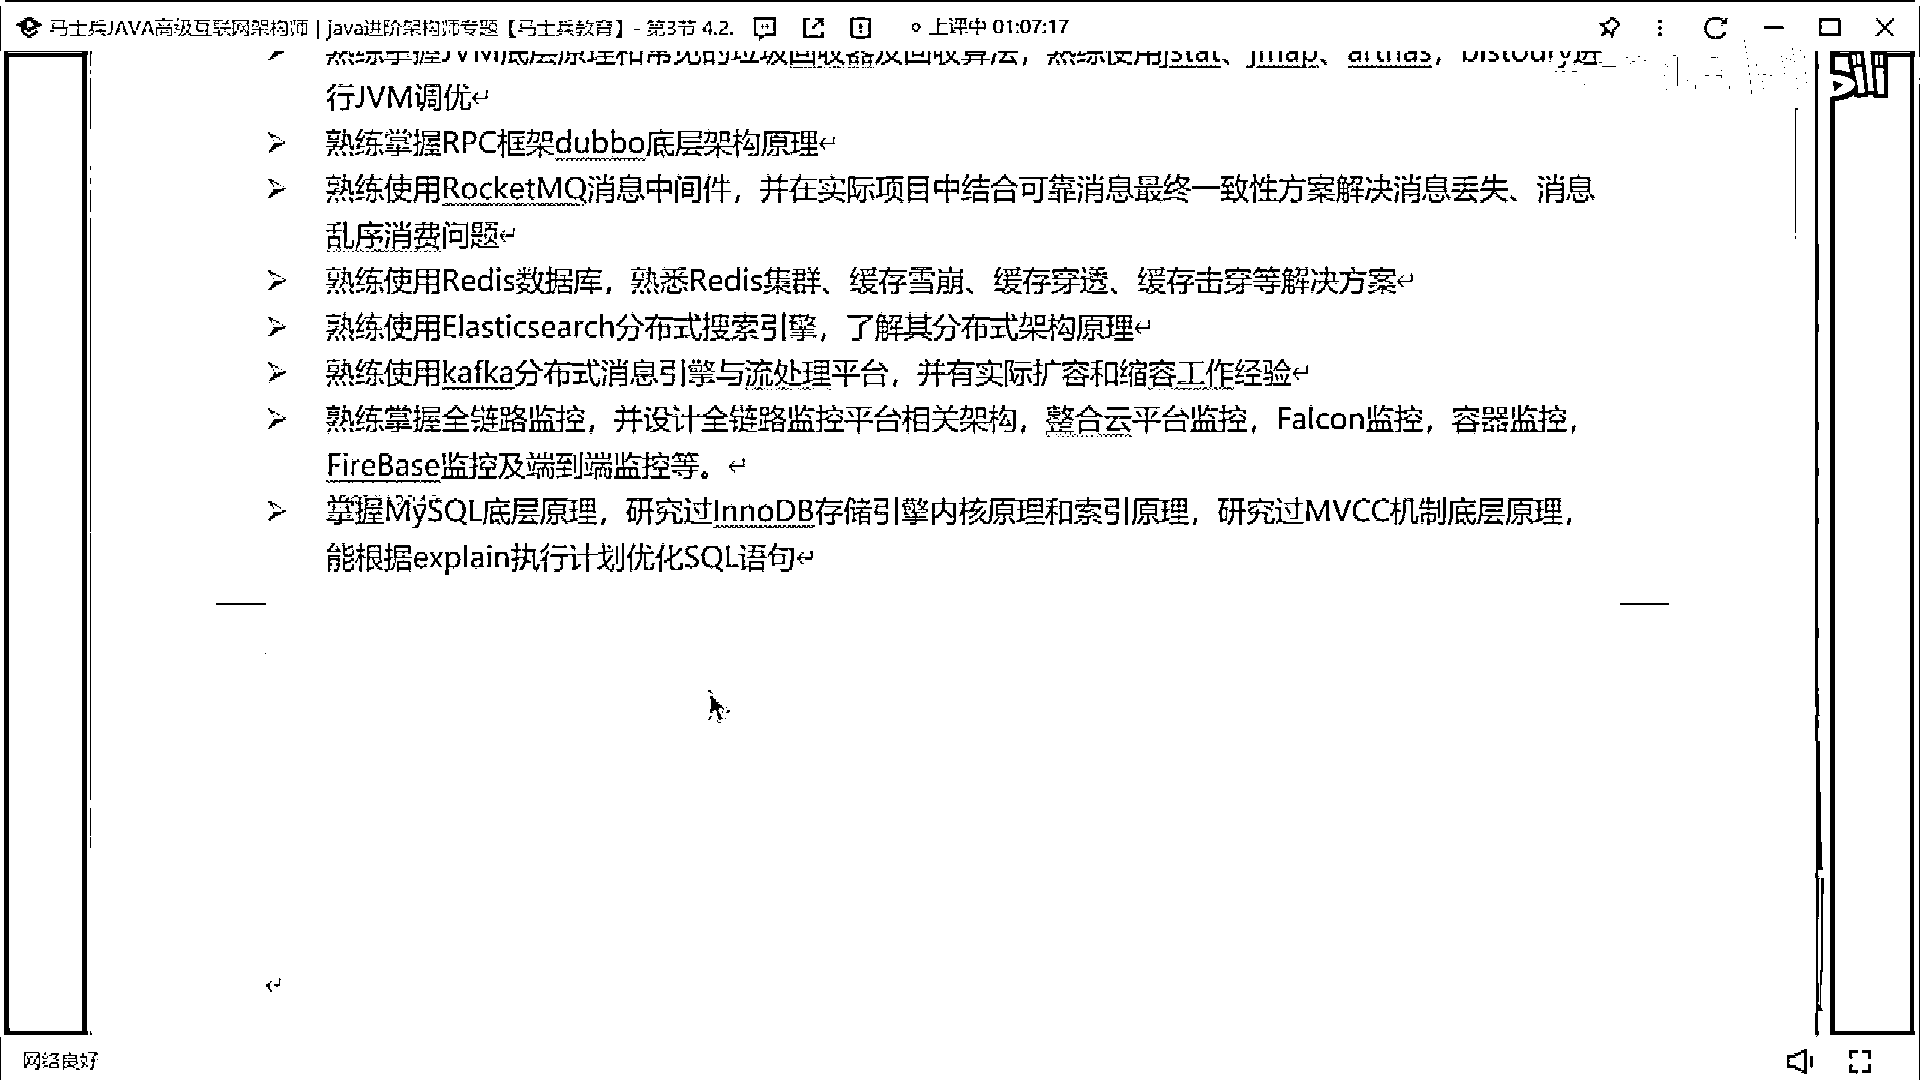 马士兵JAVA高级互联网架构师 | java进阶架构师专题【马士兵教育】- 第3节 4.2. 上课中 01:07:17
熟练掌握JVM底层原理和常见的垃圾回收器及回收算法，熟练使用jstat、jmap、arthas，bistoury进
行JVM调优
熟练掌握RPC框架dubbo底层架构原理
熟练使用RocketMQ消息中间件，并在实际项目中结合可靠消息最终一致性方案解决消息丢失、消息
乱序消费问题
熟练使用Redis数据库，熟悉Redis集群、缓存雪崩、缓存穿透、缓存击穿等解决方案
熟练使用Elasticsearch分布式搜索引擎，了解其分布式架构原理
熟练使用kafka分布式消息引擎与流处理平台，并有实际扩容和缩容工作经验
熟练掌握全链路监控，并设计全链路监控平台相关架构，整合云平台监控，Falcon监控，容器监控，
FireBase监控及端到端监控等。
掌握MySQL底层原理，研究过InnoDB存储引擎内核原理和索引原理，研究过MVCC机制底层原理，
能根据explain执行计划优化SQL语句
网络良好